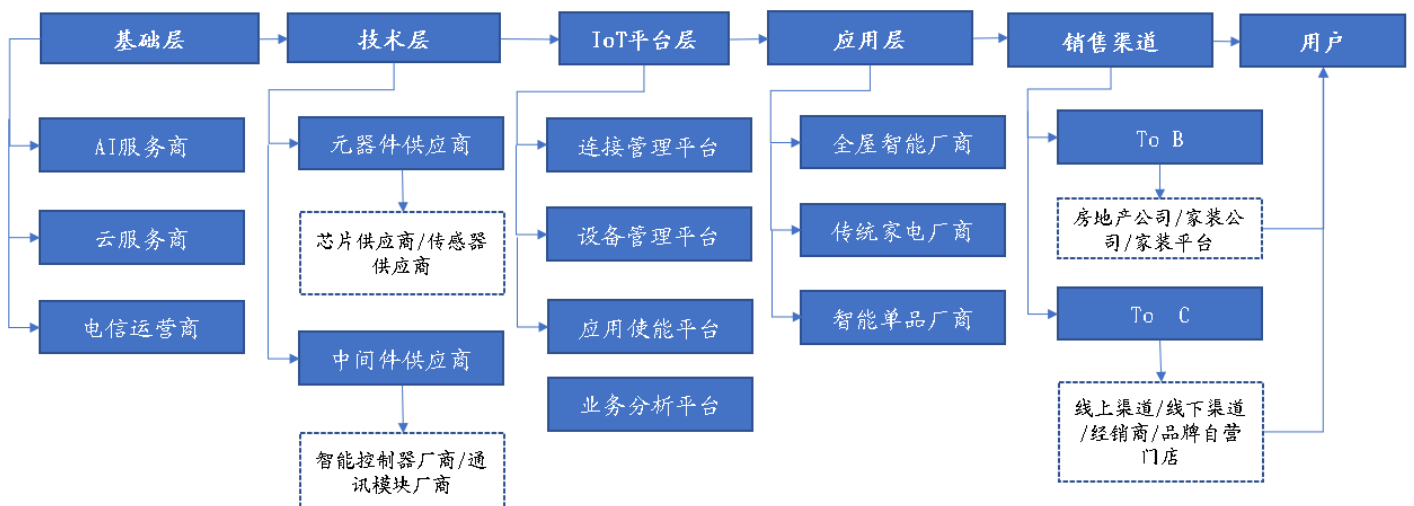 基础层
技术层
IoT平台层
应用层
销售渠道
用户
AI服务商
云服务商
电信运营商
元器件供应商
芯片供应商/传感器
供应商
中间件供应商
智能控制器厂商/通
讯模块厂商
连接管理平台
设备管理平台
应用使能平台
业务分析平台
全屋智能厂商
传统家电厂商
智能单品厂商
To B
房地产公司/家装公
司/家装平台
To C
线上渠道/线下渠道
/经销商/品牌自营
门店